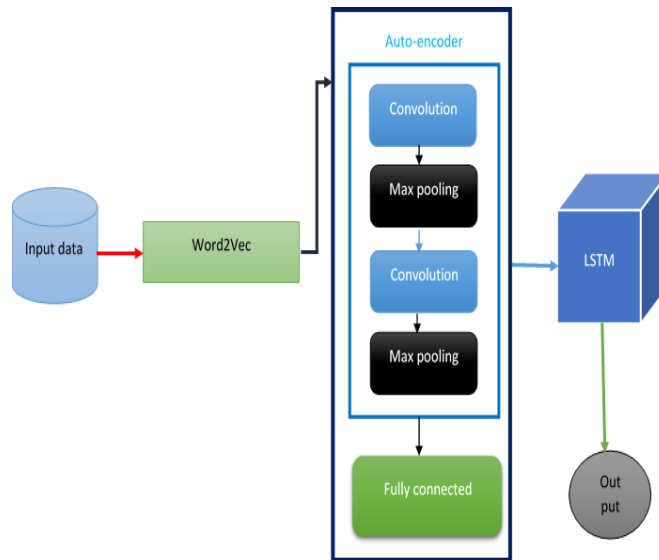 Input data
Word2Vec
Auto-encoder
Convolution
Max pooling
Convolution
Max pooling
Fully connected
LSTM
Out
put